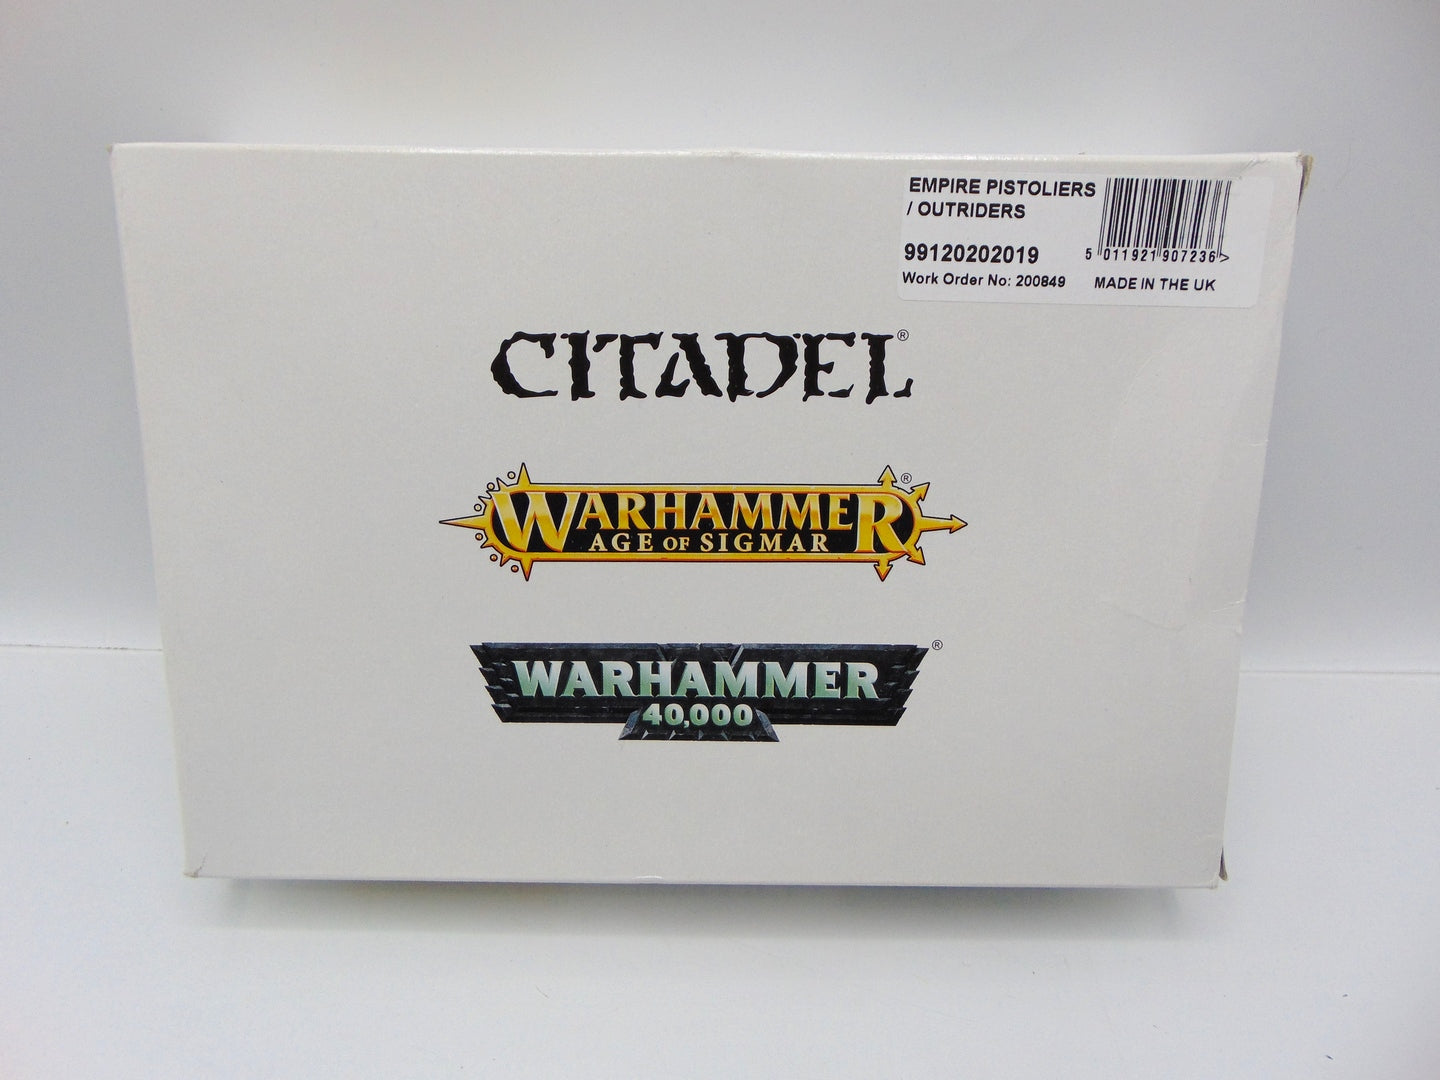 EMPIRE PISTOLIERS
/ OUTRIDERS
99120202019
Work Order No: 200849
5 011921 907236 >
MADE IN THE UK
CITADEL®
WARHAMMER®
AGE OF SIGMAR
WARHAMMER®
40,000